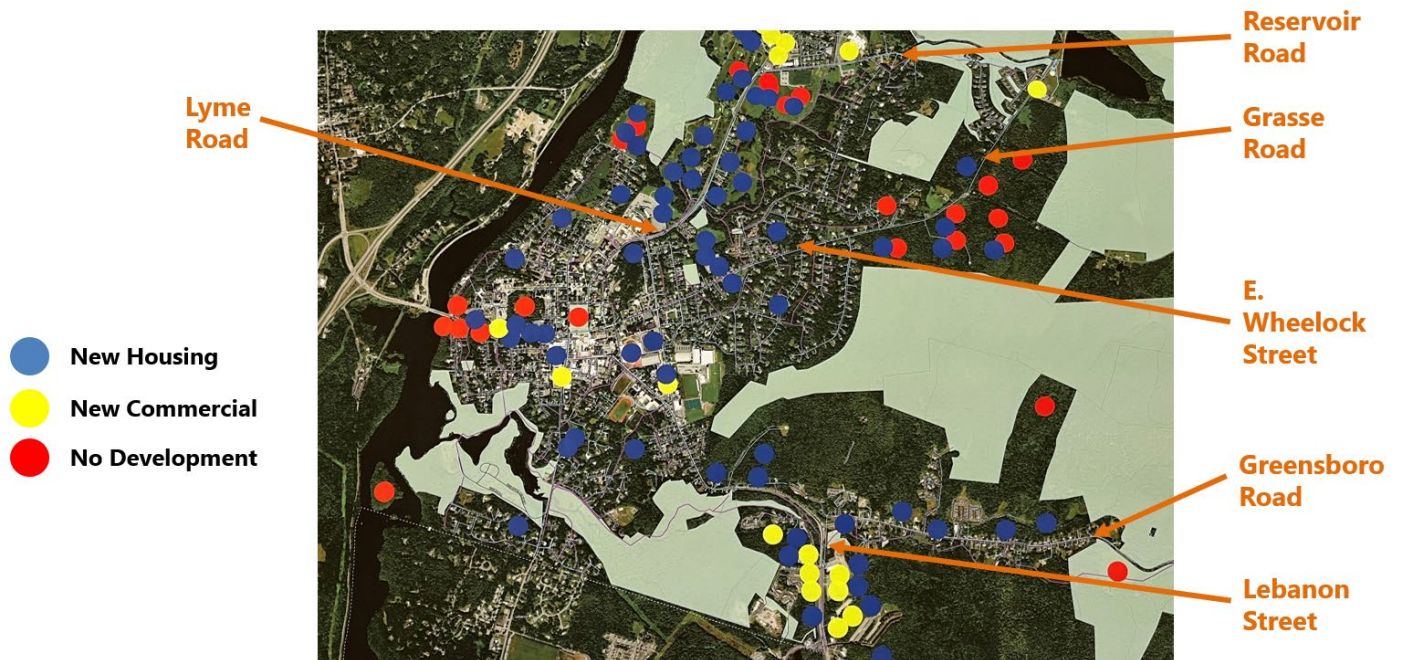 Reservoir
Road
Lyme
Road
Grasse
Road
E.
Wheelock
Street
New Housing
New Commercial
No Development
Greensboro
Road
Lebanon
Street